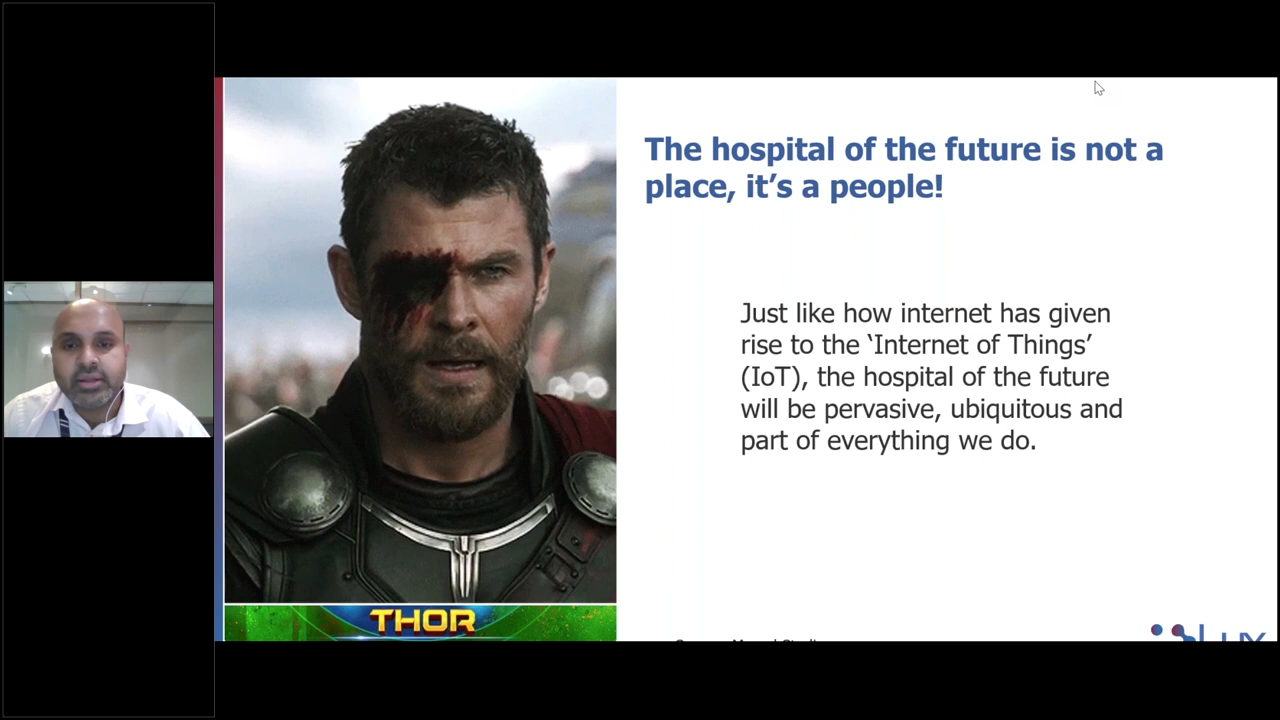 The hospital of the future is not a
place, it’s a people!
Just like how internet has given
rise to the ‘Internet of Things’
(IoT), the hospital of the future
will be pervasive, ubiquitous and
part of everything we do.
THOR